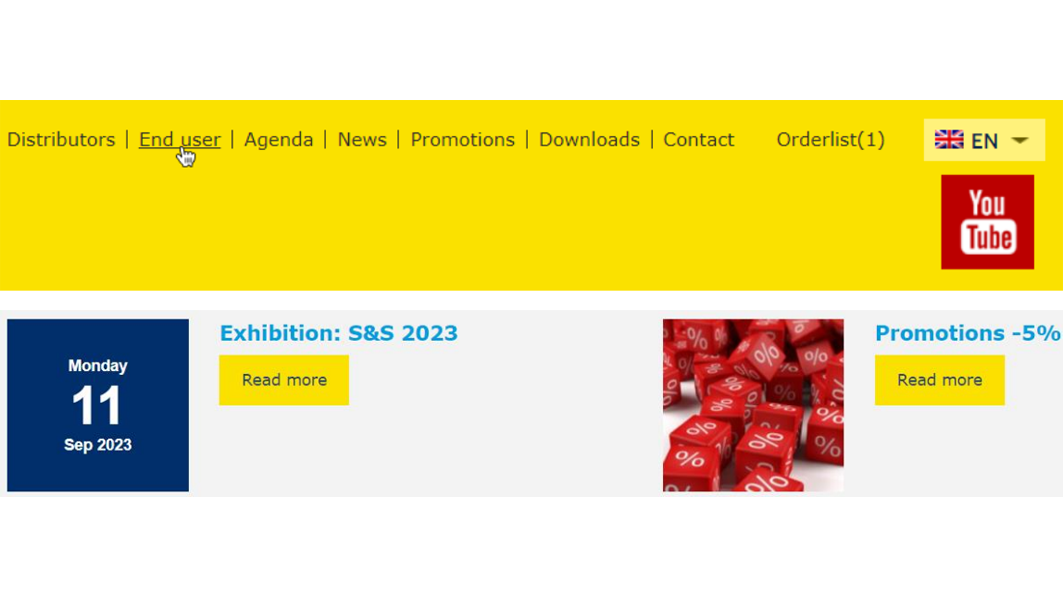 Distributors | End user | Agenda | News | Promotions | Downloads | Contact Orderlist(1) EN
You
Tube
Monday
11
Sep 2023
Exhibition: S&S 2023
Read more
% % % % % % % % % % % %
Promotions -5%
Read more